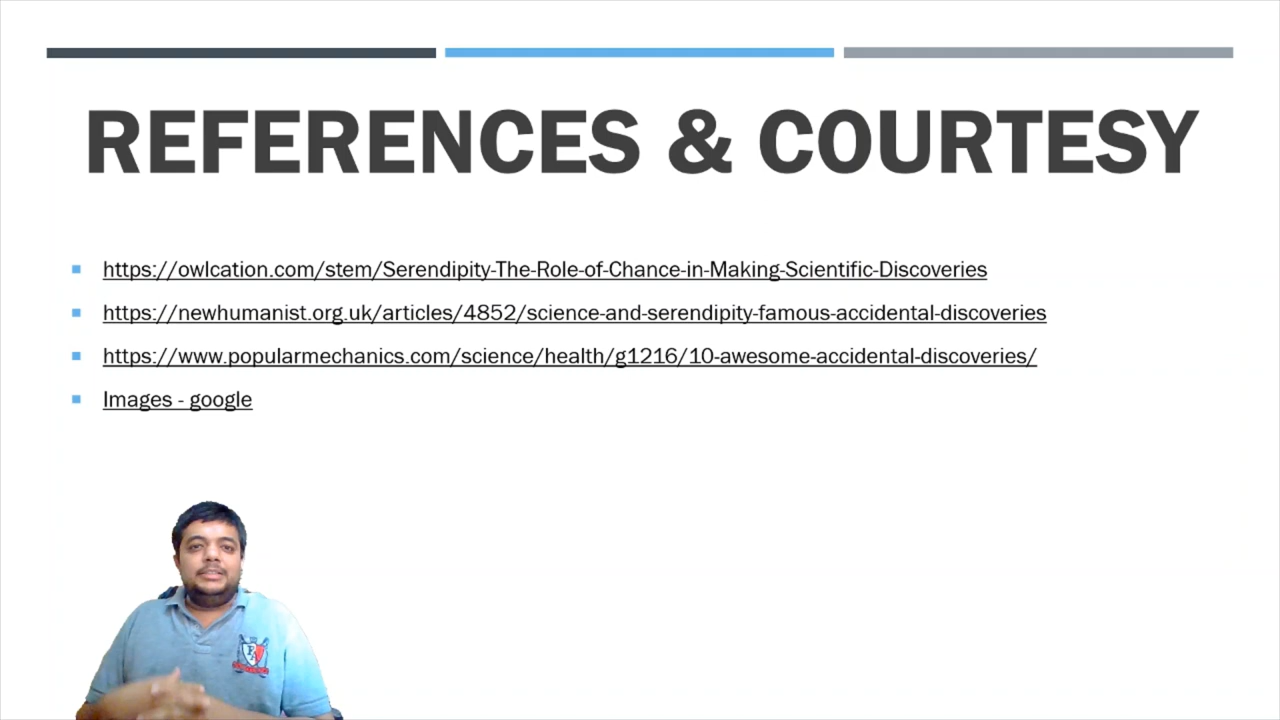 REFERENCES & COURTESY
https://owlcation.com/stem/Serendipity-The-Role-of-Chance-in-Making-Scientific-Discoveries
https://newhumanist.org.uk/articles/4852/science-and-serendipity-famous-accidental-discoveries
https://www.popularmechanics.com/science/health/g1216/10-awesome-accidental-discoveries/
Images - google